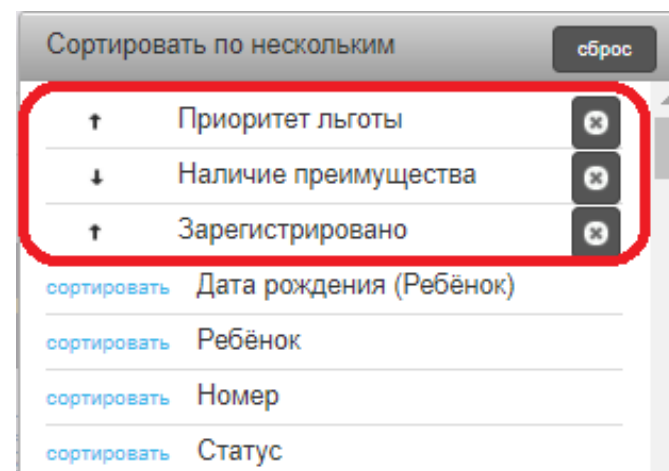 Сортировать по нескольким сброс
↑ Приоритет льготы
↓ Наличие преимущества
↑ Зарегистрировано
сортировать Дата рождения (Ребёнок)
сортировать Ребёнок
сортировать Номер
сортировать Статус